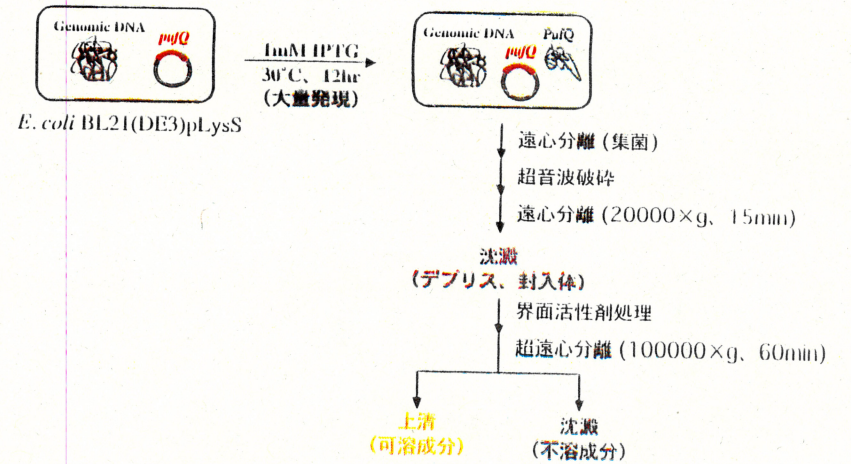 Genomic DNA
pufQ
E. coli BL21(DE3)pLysS
1mM IPTG
30°C、12hr
(大量発現)
Genomic DNA
PufQ
pufQ
遠心分離 (集菌)
超音波破砕
遠心分離 (20000×g、15min)
沈澱
(デブリス、封入体)
界面活性剤処理
超遠心分離 (100000×g、60min)
上清
(可溶成分)
沈澱
(不溶成分)